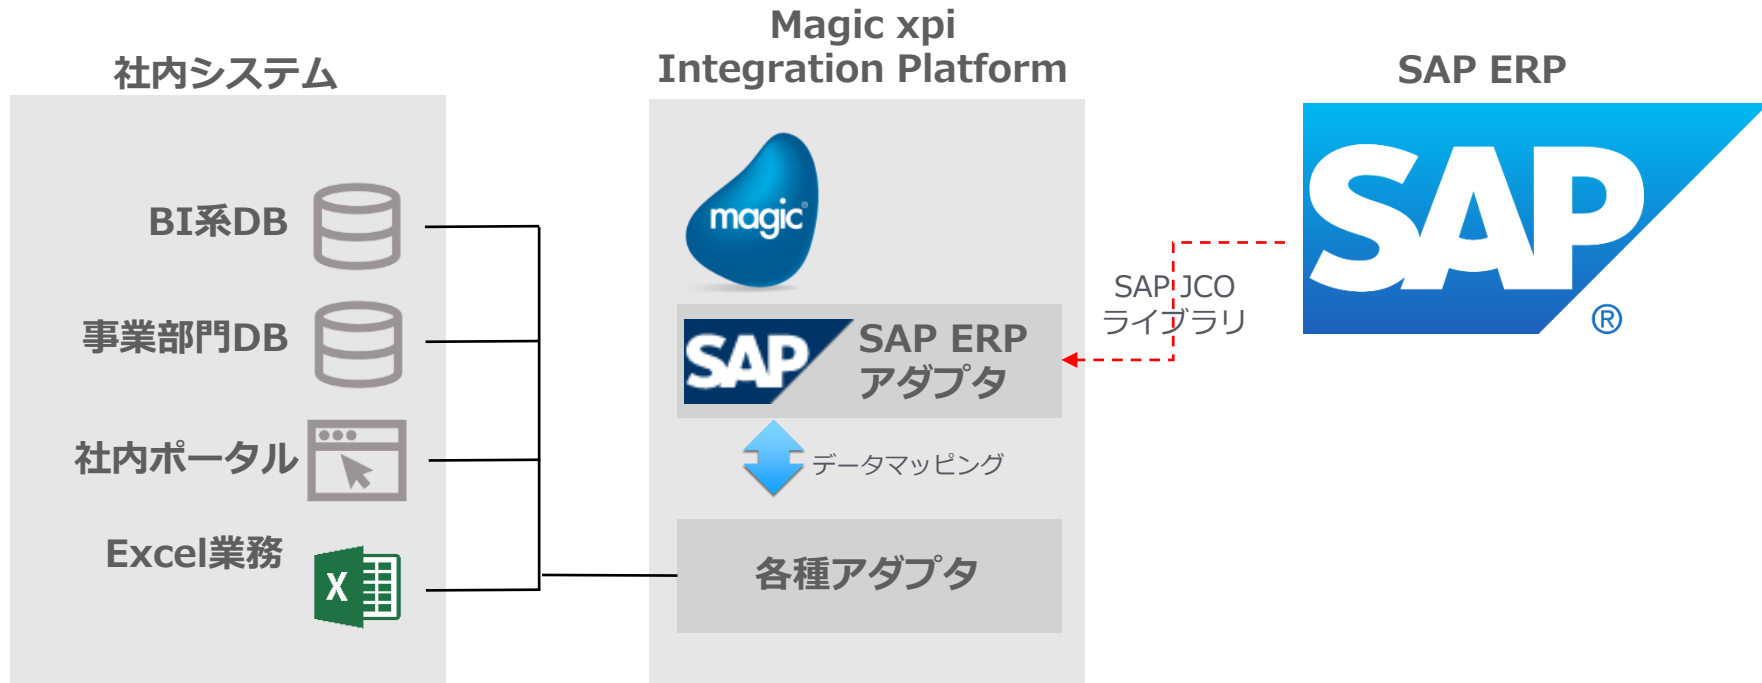 社内システム
BI系DB
事業部門DB
社内ポータル
Excel業務
X
Magic xpi
Integration Platform
magic
SAP
SAP ERP
アダプタ
データマッピング
各種アダプタ
SAP JCO
ライブラリ
SAP ERP
SAP
®